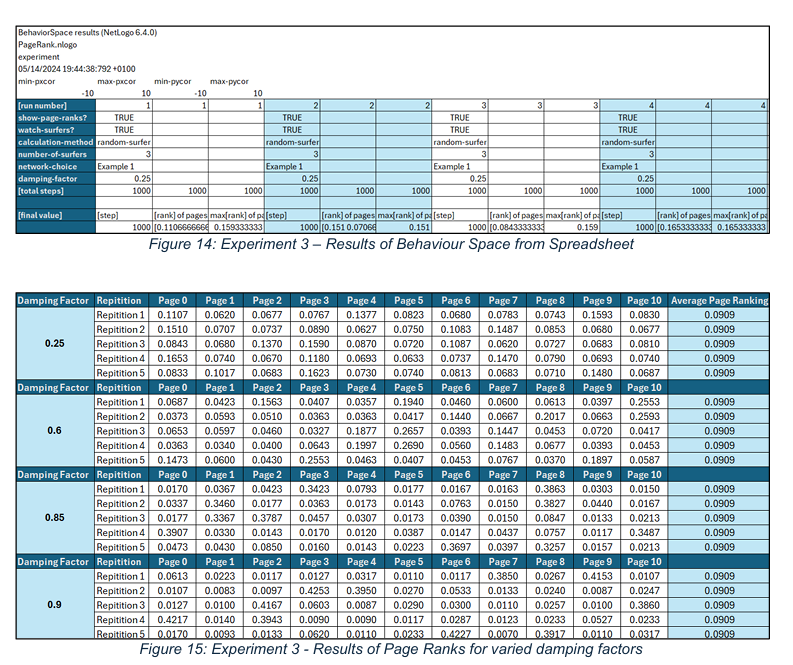 BehaviorSpace results (NetLogo 6.4.0)
PageRank.nlogo
experiment
05/14/2024 19:44:38:792 +0100
min-pxcor max-pxcor min-pycor max-pycor
-10 10 -10 10
[run number] 1 1 1 2 2 2 3 3 3 4 4 4
show-page-ranks? TRUE TRUE TRUE TRUE
watch-surfers? TRUE TRUE TRUE TRUE
calculation-method random-surfer random-surfer random-surfer random-surfer
number-of-surfers 3 3 3 3
network-choice Example 1 Example 1 Example 1 Example 1
damping-factor 0.25 0.25 0.25 0.25
[total steps] 1000 1000 1000 1000 1000 1000 1000 1000 1000 1000 1000 1000
[final value] [step] [rank] of pages max[rank] of pa [step] [rank] of pages max[rank] of pa [step] [rank] of pages max[rank] of pa [step] [rank] of pages max[rank] of pa
1000 [0.1106666666 0.159333333 1000 [0.151 0.07066 0.151 1000 [0.0843333333 0.159 1000 [0.1653333333 0.165333333
Figure 14: Experiment 3 – Results of Behaviour Space from Spreadsheet
Damping Factor Repitition Page 0 Page 1 Page 2 Page 3 Page 4 Page 5 Page 6 Page 7 Page 8 Page 9 Page 10 Average Page Ranking
0.25
Repitition 1 0.1107 0.0620 0.0677 0.0767 0.1377 0.0823 0.0680 0.0783 0.0743 0.1593 0.0830 0.0909
Repitition 2 0.1510 0.0707 0.0737 0.0890 0.0627 0.0750 0.1083 0.1487 0.0853 0.0680 0.0677 0.0909
Repitition 3 0.0843 0.0680 0.1370 0.1590 0.0870 0.0720 0.1087 0.0620 0.0727 0.0683 0.0810 0.0909
Repitition 4 0.1653 0.0740 0.0670 0.1180 0.0693 0.0633 0.0737 0.1470 0.0790 0.0693 0.0740 0.0909
Repitition 5 0.0833 0.1017 0.0683 0.1623 0.0730 0.0740 0.0813 0.0683 0.0710 0.1480 0.0687 0.0909
Damping Factor Repitition Page 0 Page 1 Page 2 Page 3 Page 4 Page 5 Page 6 Page 7 Page 8 Page 9 Page 10
0.6
Repitition 1 0.0687 0.0423 0.1563 0.0407 0.0357 0.1940 0.0460 0.0600 0.0613 0.0397 0.2553 0.0909
Repitition 2 0.0373 0.0593 0.0510 0.0363 0.0363 0.0417 0.1440 0.0667 0.2017 0.0663 0.2593 0.0909
Repitition 3 0.0653 0.0597 0.0460 0.0327 0.1877 0.2657 0.0393 0.1447 0.0453 0.0720 0.0417 0.0909
Repitition 4 0.0363 0.0340 0.0400 0.0643 0.1997 0.2690 0.0560 0.1483 0.0677 0.0393 0.0453 0.0909
Repitition 5 0.1473 0.0600 0.0430 0.2553 0.0463 0.0407 0.0453 0.0767 0.0370 0.1897 0.0587 0.0909
Damping Factor Repitition Page 0 Page 1 Page 2 Page 3 Page 4 Page 5 Page 6 Page 7 Page 8 Page 9 Page 10
0.85
Repitition 1 0.0170 0.0367 0.0423 0.3423 0.0793 0.0177 0.0167 0.0163 0.3863 0.0303 0.0150 0.0909
Repitition 2 0.0337 0.3460 0.0177 0.0363 0.0173 0.0143 0.0763 0.0150 0.3827 0.0440 0.0167 0.0909
Repitition 3 0.0177 0.3367 0.3787 0.0457 0.0307 0.0173 0.0390 0.0150 0.0847 0.0133 0.0213 0.0909
Repitition 4 0.3907 0.0330 0.0143 0.0170 0.0120 0.0387 0.0147 0.0437 0.0757 0.0117 0.3487 0.0909
Repitition 5 0.0473 0.0430 0.0850 0.0160 0.0143 0.0223 0.3697 0.0397 0.3257 0.0157 0.0213 0.0909
Damping Factor Repitition Page 0 Page 1 Page 2 Page 3 Page 4 Page 5 Page 6 Page 7 Page 8 Page 9 Page 10
0.9
Repitition 1 0.0613 0.0223 0.0117 0.0127 0.0317 0.0110 0.0117 0.3850 0.0267 0.4153 0.0107 0.0909
Repitition 2 0.0107 0.0083 0.0097 0.4253 0.3950 0.0270 0.0533 0.0133 0.0240 0.0087 0.0247 0.0909
Repitition 3 0.0127 0.0100 0.4167 0.0603 0.0087 0.0290 0.0300 0.0110 0.0257 0.0100 0.3860 0.0909
Repitition 4 0.4217 0.0140 0.3943 0.0090 0.0090 0.0117 0.0287 0.0123 0.0233 0.0527 0.0233 0.0909
Repitition 5 0.0170 0.0093 0.0133 0.0620 0.0110 0.0233 0.4227 0.0070 0.3917 0.0110 0.0317 0.0909
Figure 15: Experiment 3 - Results of Page Ranks for varied damping factors